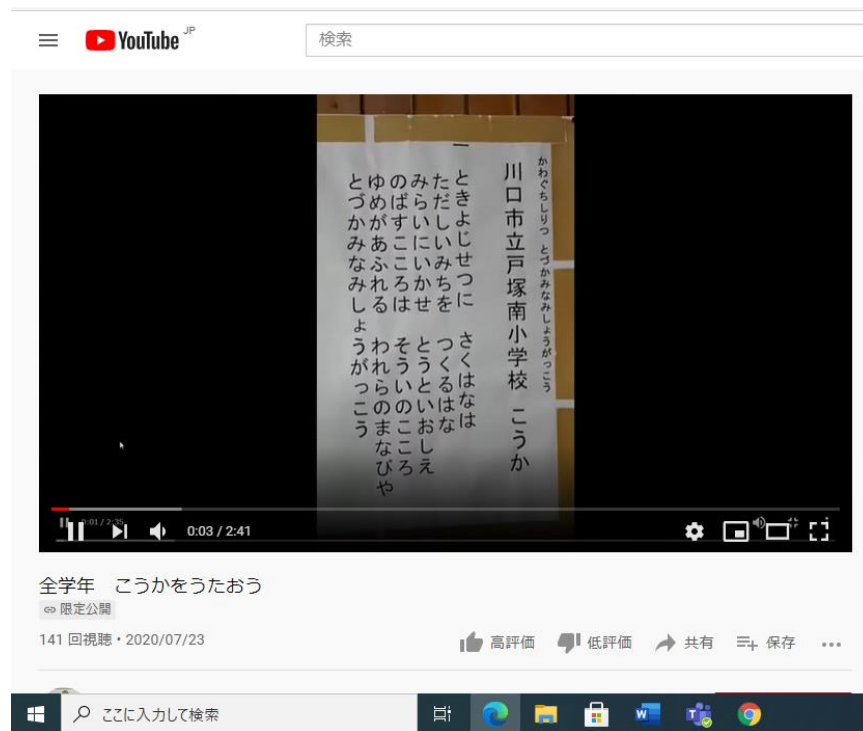 YouTube JP
検索
かわぐちしりつ とづかみなみしょうがっこう
川口市立戸塚南小学校 こうか
一
ときよじせつに さくはなは
ただしいみちを つくるはな
みらいにいかせ とうといおしえ
のばすこころは そういのこころ
ゆめがあふれる われらのまなびや
とづかみなみしょうがっこう
0:01 / 2:35
0:03 / 2:41
全学年 こうかをうたおう
限定公開
141 回視聴・2020/07/23
高評価 低評価 共有 保存
ここに入力して検索